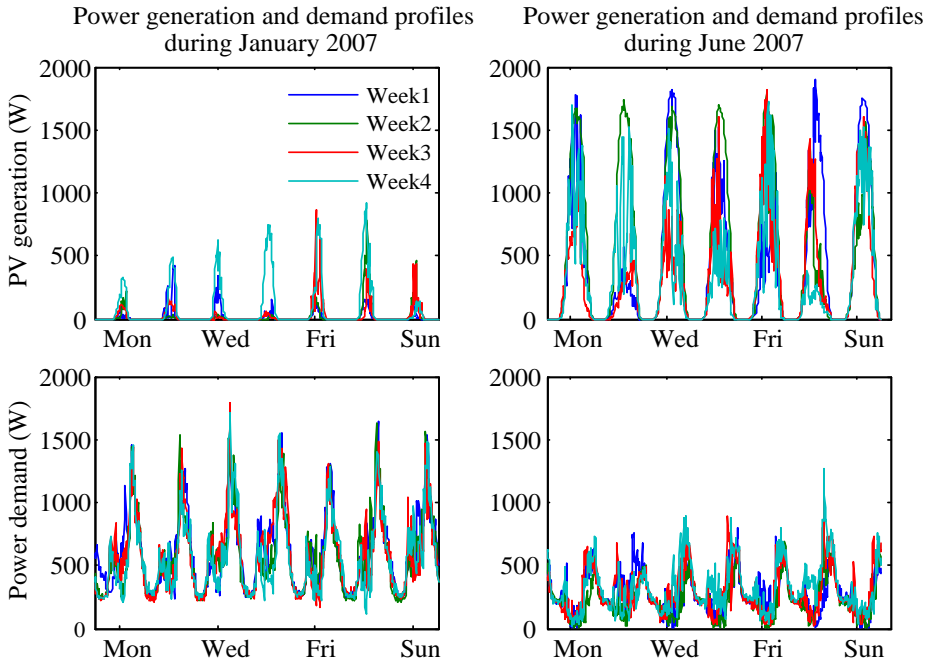 Power generation and demand profiles
during January 2007
Power generation and demand profiles
during June 2007
PV generation (W)
2000
1500
1000
500
0
Week1
Week2
Week3
Week4
Mon Wed Fri Sun
2000
1500
1000
500
0
Mon Wed Fri Sun
Power demand (W)
2000
1500
1000
500
0
Mon Wed Fri Sun
2000
1500
1000
500
0
Mon Wed Fri Sun